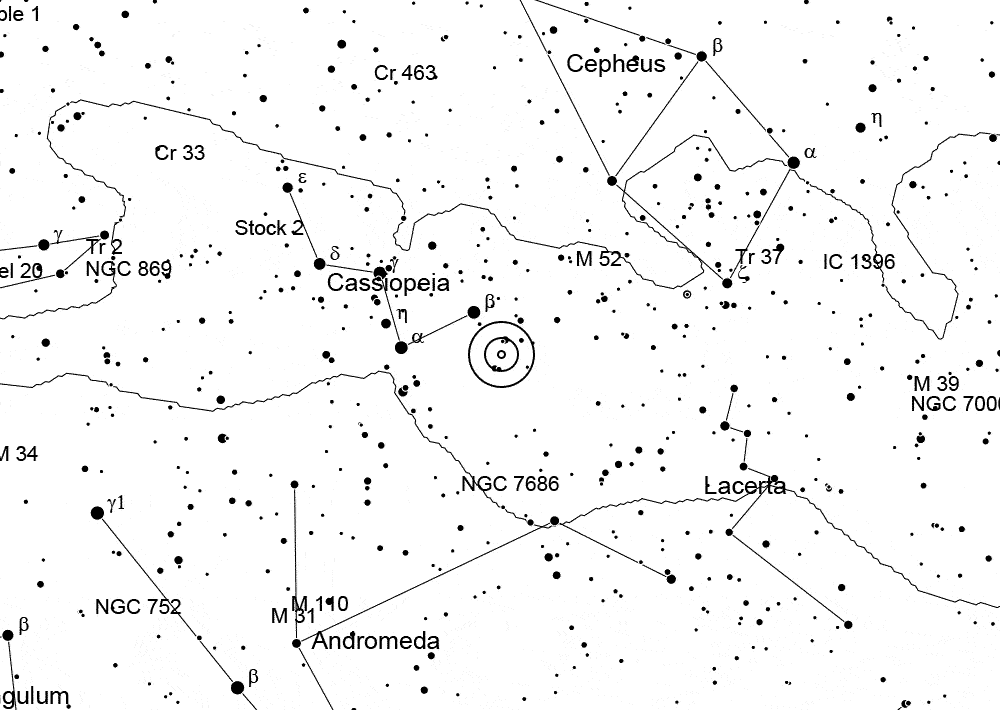 ble 1
β
Cepheus
Cr 463
η
α
Cr 33
ε
Stock 2
γ
Tr 2
el 20
NGC 869
δ
γ
M 52
Tr 37
ζ
IC 1396
Cassiopeia
β
η
α
M 39
NGC 7000
M 34
NGC 7686
Lacerta
γ1
NGC 752
M 110
M 31
β
Andromeda
β
ngulum